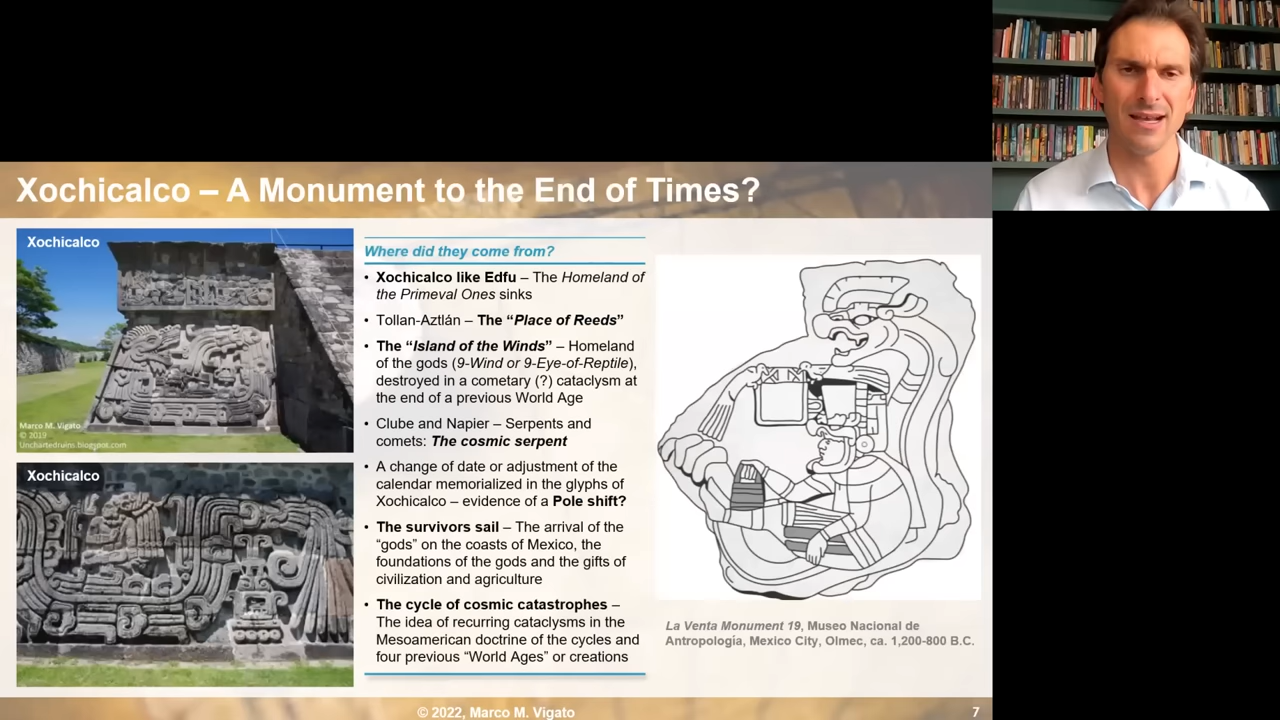 Xochicalco – A Monument to the End of Times?
Xochicalco
Marco M. Vigato
© 2019
Unchartedruins.blogspot.com
Xochicalco
Where did they come from?
• Xochicalco like Edfu – The Homeland of
the Primeval Ones sinks
• Tollan-Aztlán – The “Place of Reeds”
• The “Island of the Winds” – Homeland
of the gods (9-Wind or 9-Eye-of-Reptile),
destroyed in a cometary (?) cataclysm at
the end of a previous World Age
• Clube and Napier – Serpents and
comets: The cosmic serpent
• A change of date or adjustment of the
calendar memorialized in the glyphs of
Xochicalco – evidence of a Pole shift?
• The survivors sail – The arrival of the
“gods” on the coasts of Mexico, the
foundations of the gods and the gifts of
civilization and agriculture
• The cycle of cosmic catastrophes –
The idea of recurring cataclysms in the
Mesoamerican doctrine of the cycles and
four previous “World Ages” or creations
La Venta Monument 19, Museo Nacional de
Antropología, Mexico City, Olmec, ca. 1,200-800 B.C.
© 2022, Marco M. Vigato
7